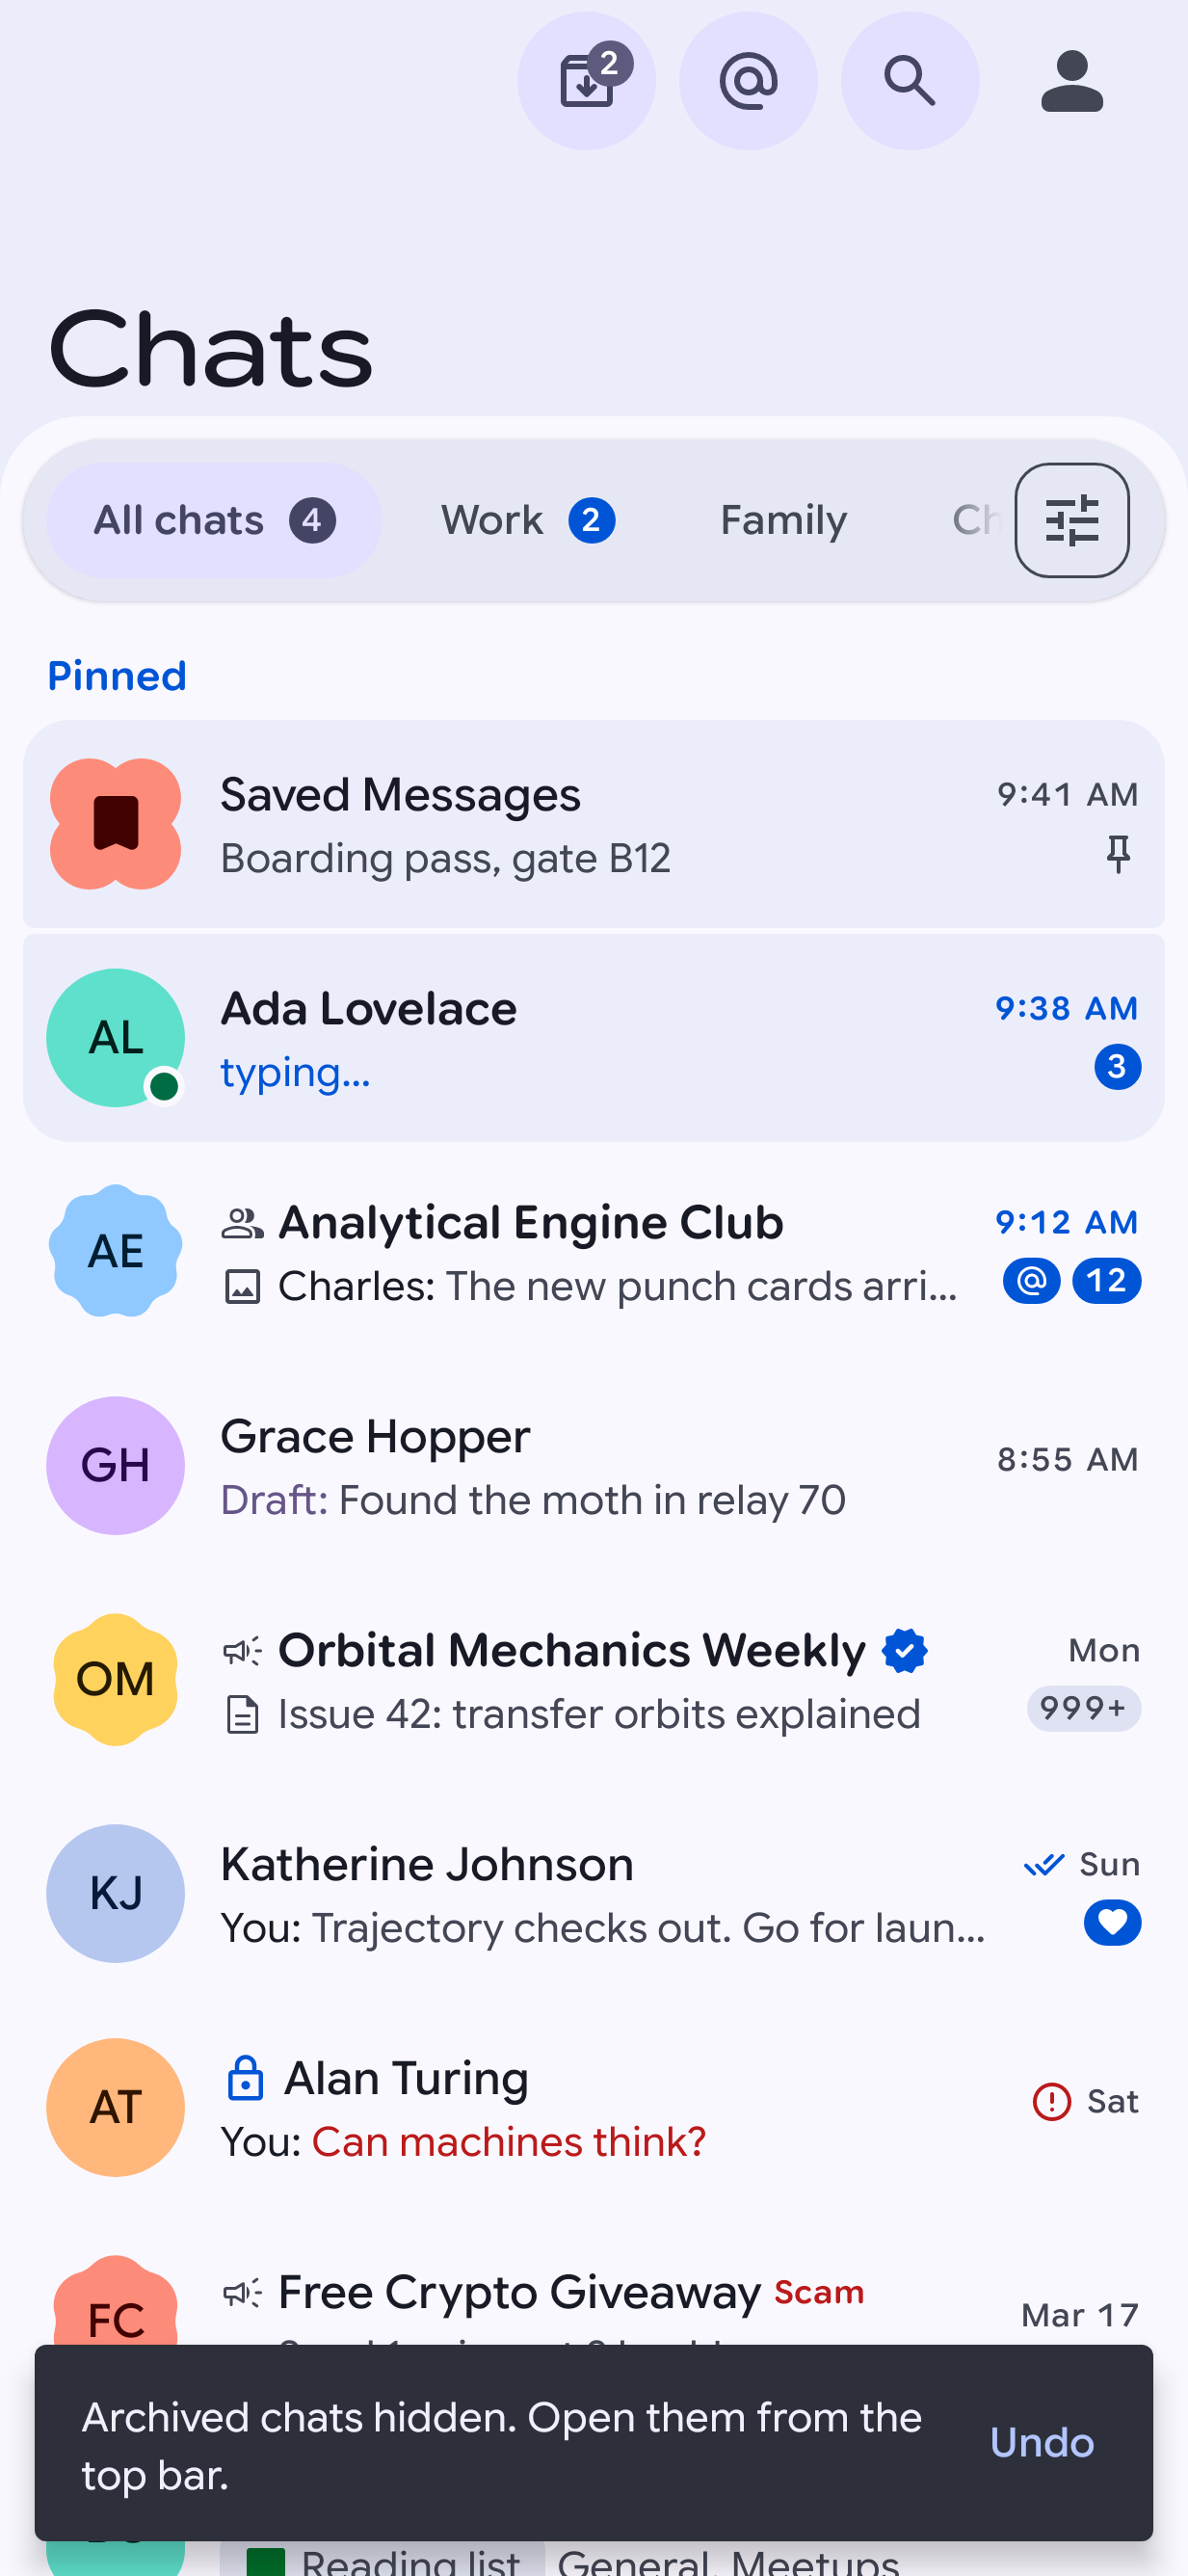 2
Chats
All chats 4 Work 2 Family Ch
Pinned
Saved Messages 9:41 AM
Boarding pass, gate B12
AL Ada Lovelace 9:38 AM
typing... 3
AE Analytical Engine Club 9:12 AM
Charles: The new punch cards arri... @ 12
GH Grace Hopper 8:55 AM
Draft: Found the moth in relay 70
OM Orbital Mechanics Weekly Mon
Issue 42: transfer orbits explained 999+
KJ Katherine Johnson Sun
You: Trajectory checks out. Go for laun...
AT Alan Turing Sat
You: Can machines think?
FC Free Crypto Giveaway Scam Mar 17
Archived chats hidden. Open them from the
top bar.
Undo
Reading list General, Meetups